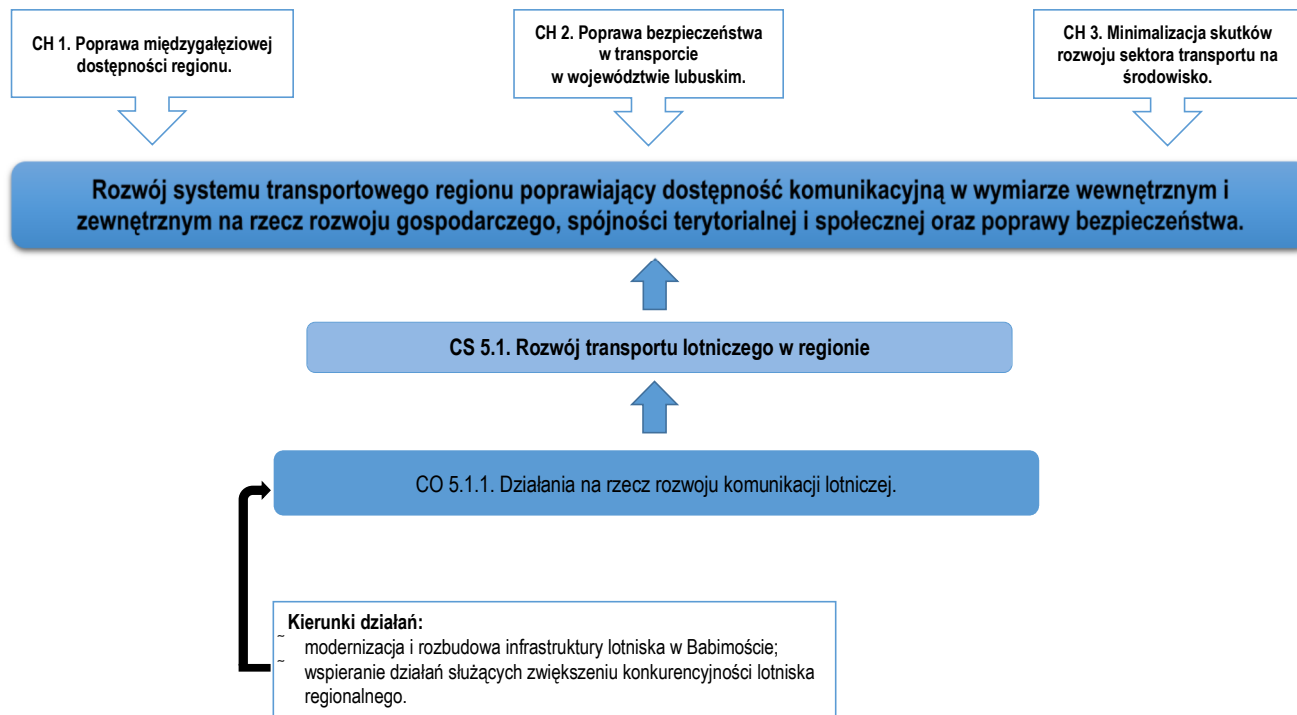 CH 1. Poprawa międzygałęziowej
dostępności regionu.
CH 2. Poprawa bezpieczeństwa
w transporcie
w województwie lubuskim.
CH 3. Minimalizacja skutków
rozwoju sektora transportu na
środowisko.
Rozwój systemu transportowego regionu poprawiający dostępność komunikacyjną w wymiarze wewnętrznym i
zewnętrznym na rzecz rozwoju gospodarczego, spójności terytorialnej i społecznej oraz poprawy bezpieczeństwa.
CS 5.1. Rozwój transportu lotniczego w regionie
CO 5.1.1. Działania na rzecz rozwoju komunikacji lotniczej.
Kierunki działań:
~ modernizacja i rozbudowa infrastruktury lotniska w Babimoście;
~ wspieranie działań służących zwiększeniu konkurencyjności lotniska
regionalnego.